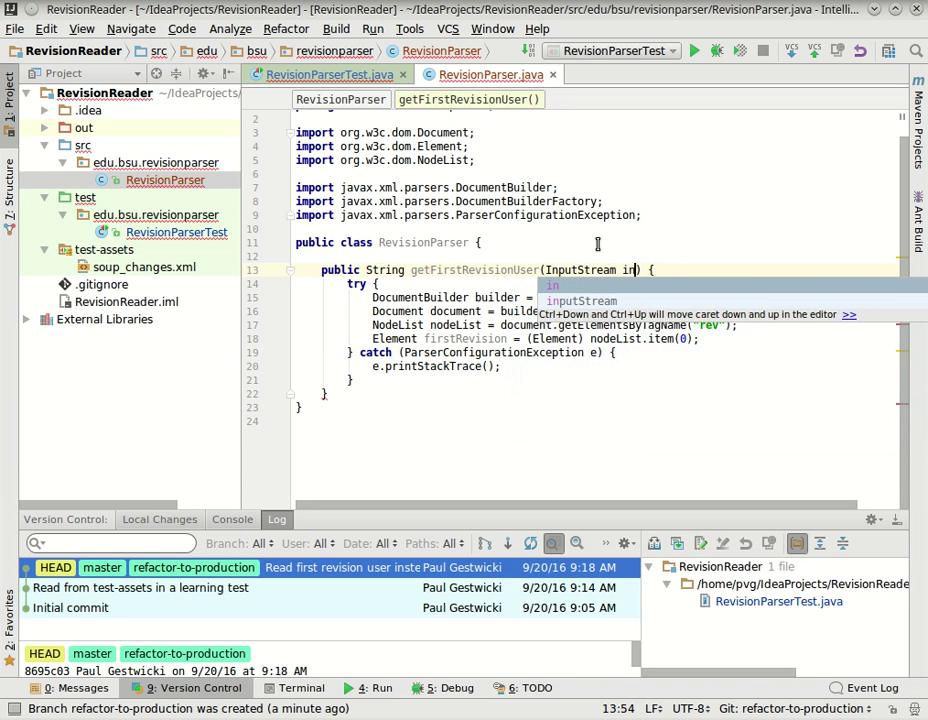 RevisionReader - [~/IdeaProjects/RevisionReader] - [RevisionReader] - ~/IdeaProjects/RevisionReader/src/edu/bsu/revisionparser/RevisionParser.java - Intelli...
File Edit View Navigate Code Analyze Refactor Build Run Tools VCS Window Help
RevisionReader src edu bsu revisionparser RevisionParser RevisionParserTest VCS VCS
Project RevisionParserTest.java RevisionParser.java
RevisionReader ~/IdeaProjects/
.idea
out
src
edu.bsu.revisionparser
RevisionParser
test
edu.bsu.revisionparser
RevisionParserTest
test-assets
soup_changes.xml
.gitignore
RevisionReader.iml
External Libraries
1: Project
7: Structure
2: Favorites
RevisionParser getFirstRevisionUser()
2
3 import org.w3c.dom.Document;
4 import org.w3c.dom.Element;
5 import org.w3c.dom.NodeList;
6
7 import javax.xml.parsers.DocumentBuilder;
8 import javax.xml.parsers.DocumentBuilderFactory;
9 import javax.xml.parsers.ParserConfigurationException;
10
11 public class RevisionParser {
12
13 public String getFirstRevisionUser(InputStream in) {
14 try {
15 DocumentBuilder builder =
16 Document document = builde
17 NodeList nodeList = document.getElementsByTagName("rev");
18 Element firstRevision = (Element) nodeList.item(0);
19 } catch (ParserConfigurationException e) {
20 e.printStackTrace();
21 }
22 }
23 }
24
in
inputStream
Ctrl+Down and Ctrl+Up will move caret down and up in the editor >>
Maven Projects
Ant Build
Version Control: Local Changes Console Log
Branch: All User: All Date: All Paths: All
HEAD master refactor-to-production Read first revision user inste Paul Gestwicki 9/20/16 9:18 AM
Read from test-assets in a learning test Paul Gestwicki 9/20/16 9:14 AM
Initial commit Paul Gestwicki 9/20/16 9:05 AM
HEAD master refactor-to-production
8695c03 Paul Gestwicki on 9/20/16 at 9:18 AM
RevisionReader 1 file
/home/pvg/IdeaProjects/RevisionReade
RevisionParserTest.java
0: Messages 9: Version Control Terminal 4: Run 5: Debug 6: TODO Event Log
Branch refactor-to-production was created (a minute ago) 13:54 LF UTF-8 Git: refactor-to-production